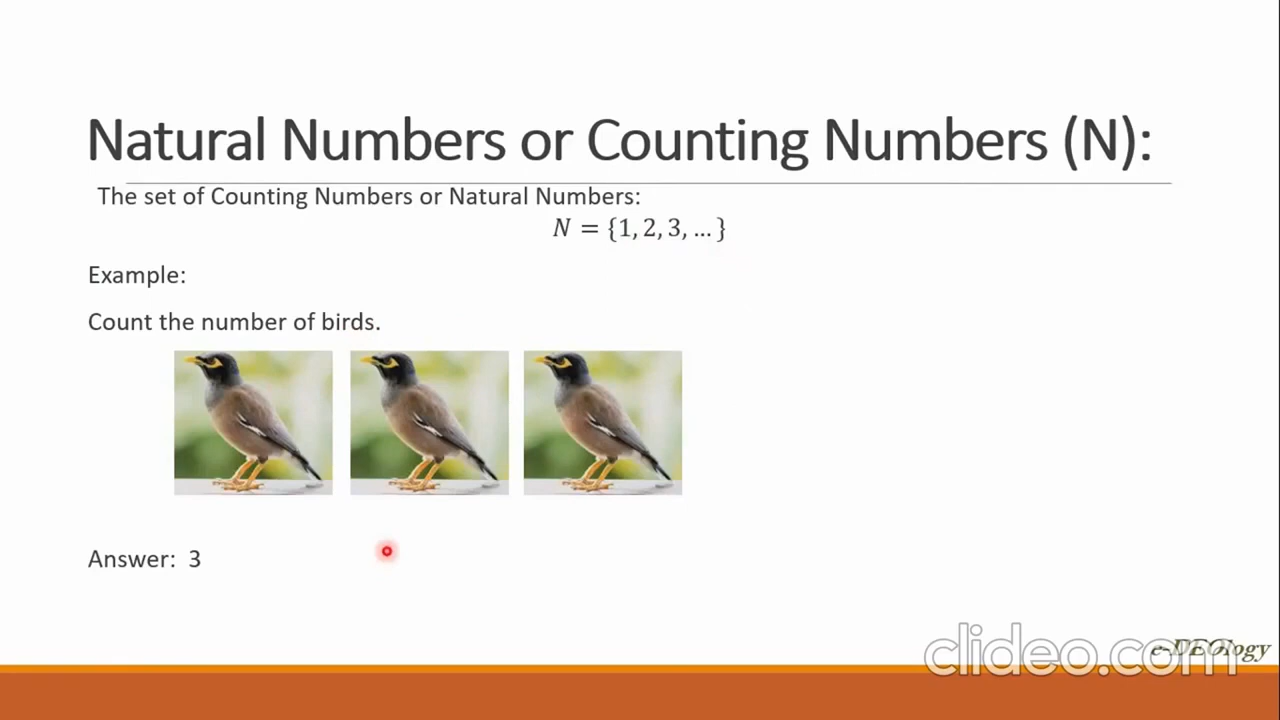 Natural Numbers or Counting Numbers (N):
The set of Counting Numbers or Natural Numbers:
N = {1, 2, 3, … }
Example:
Count the number of birds.
Answer: 3
e-DEOlogy
clideo.com